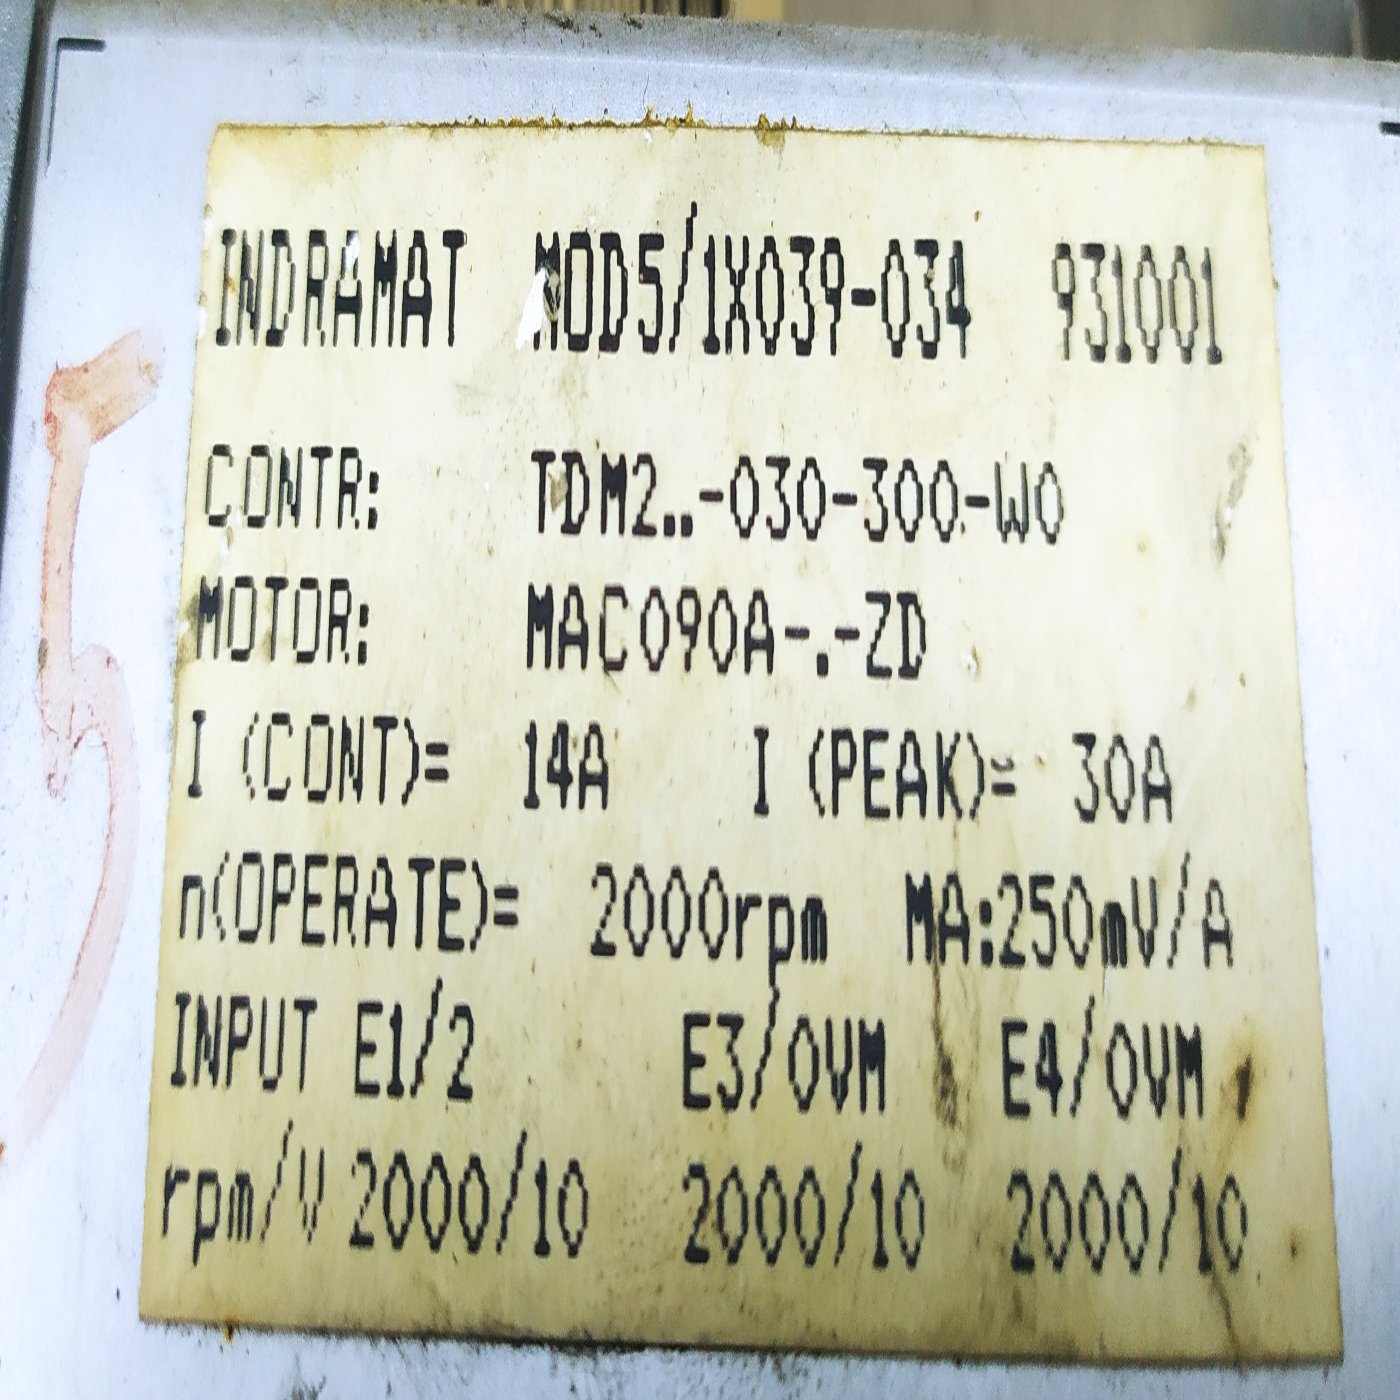 INDRAMAT MOD5/1X039-034 931001
CONTR: TDM2..-030-300-W0
MOTOR: MAC090A-.-ZD
I (CONT)= 14A I (PEAK)= 30A
n(OPERATE)= 2000rpm MA:250mV/A
INPUT E1/2 E3/OVM E4/OVM
rpm/V 2000/10 2000/10 2000/10
5